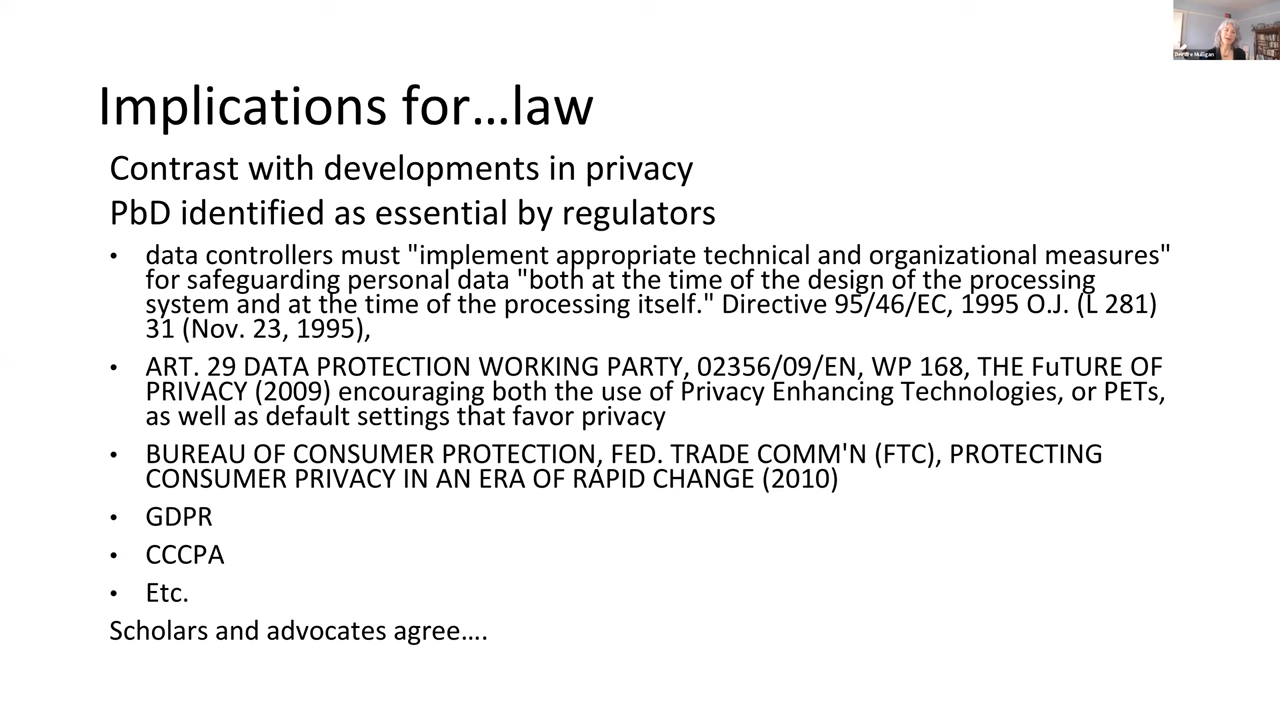 Deirdre Mulligan
Implications for...law
Contrast with developments in privacy
PbD identified as essential by regulators
• data controllers must "implement appropriate technical and organizational measures"
for safeguarding personal data "both at the time of the design of the processing
system and at the time of the processing itself." Directive 95/46/EC, 1995 O.J. (L 281)
31 (Nov. 23, 1995),
• ART. 29 DATA PROTECTION WORKING PARTY, 02356/09/EN, WP 168, THE FuTURE OF
PRIVACY (2009) encouraging both the use of Privacy Enhancing Technologies, or PETs,
as well as default settings that favor privacy
• BUREAU OF CONSUMER PROTECTION, FED. TRADE COMM'N (FTC), PROTECTING
CONSUMER PRIVACY IN AN ERA OF RAPID CHANGE (2010)
• GDPR
• CCCPA
• Etc.
Scholars and advocates agree....